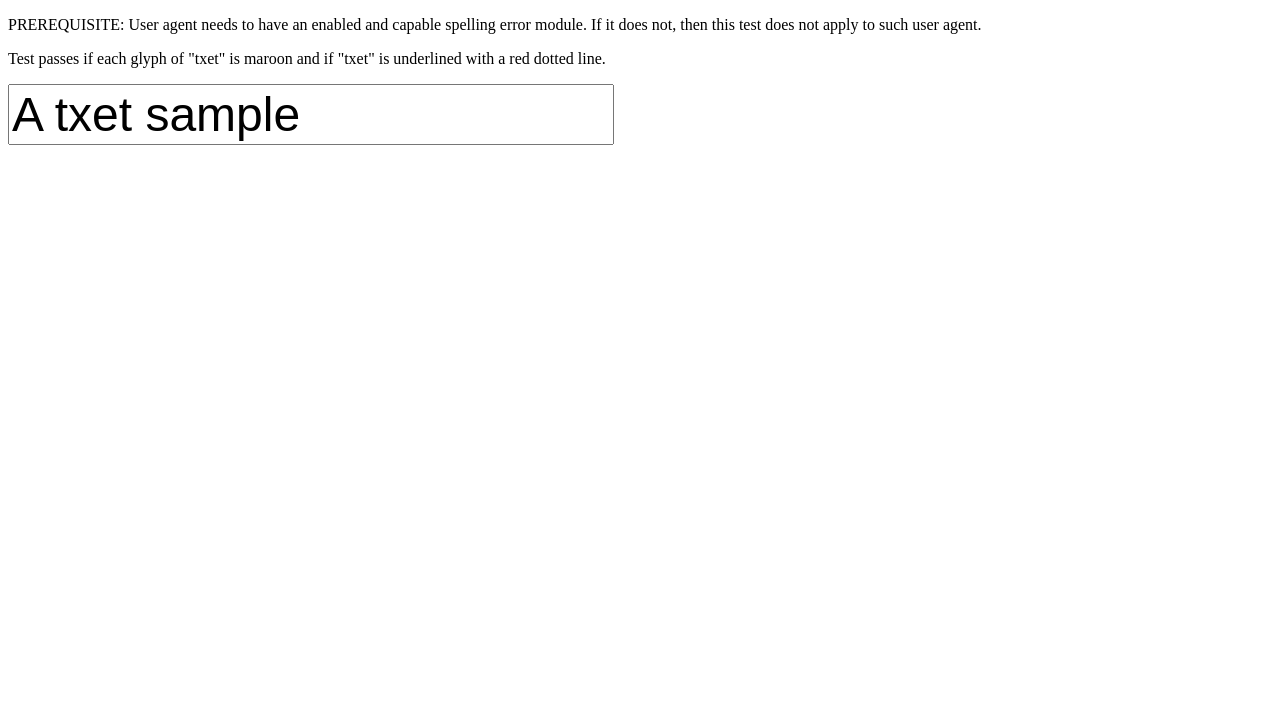 PREREQUISITE: User agent needs to have an enabled and capable spelling error module. If it does not, then this test does not apply to such user agent.
Test passes if each glyph of "txet" is maroon and if "txet" is underlined with a red dotted line.
A txet sample